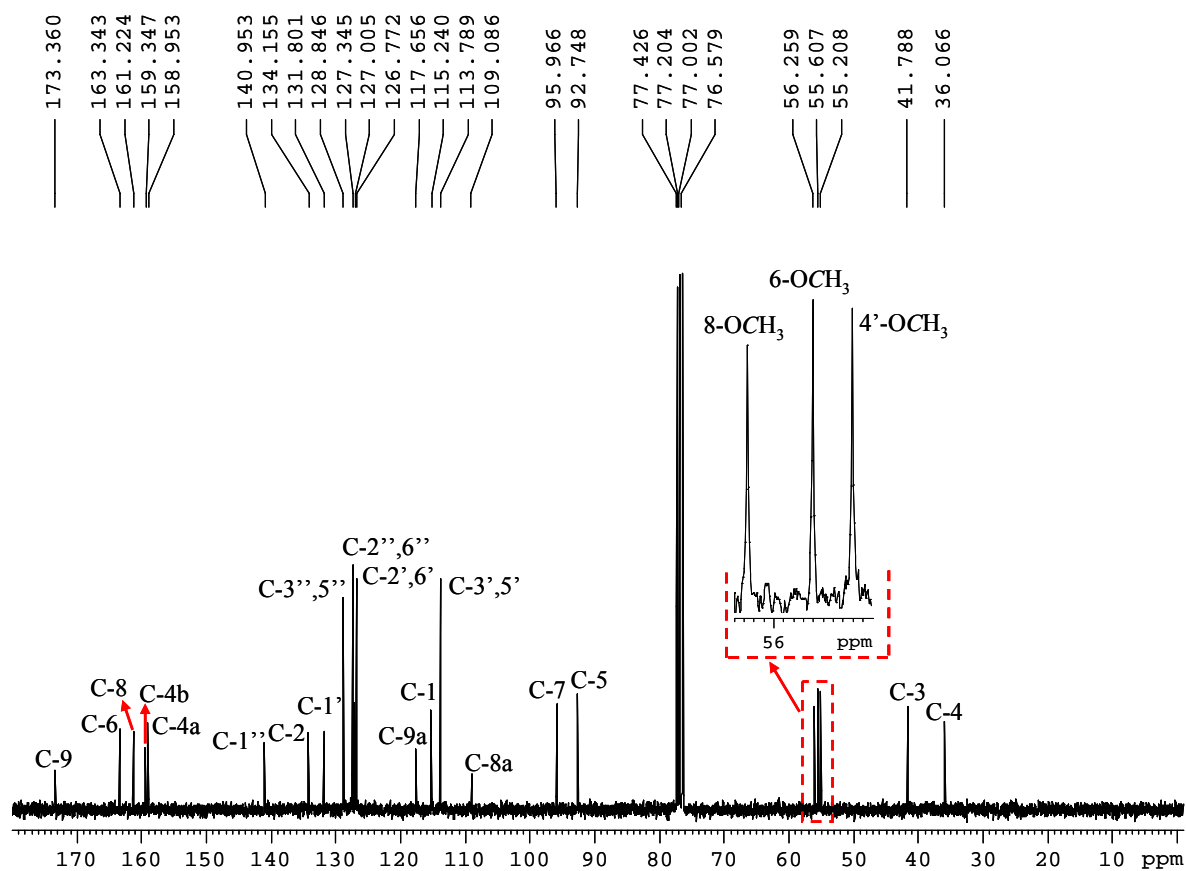 173.360
163.343
161.224
159.347
158.953
140.953
134.155
131.801
128.846
127.345
127.005
126.772
117.656
115.240
113.789
109.086
95.966
92.748
77.426
77.204
77.002
76.579
56.259
55.607
55.208
41.788
36.066
6-OCH3
8-OCH3
4'-OCH3
C-2'',6''
C-3'',5''
C-2',6'
C-3',5'
56 ppm
C-8
C-4b
C-6
C-4a
C-9
C-1''
C-2
C-1'
C-9a
C-1
C-8a
C-7
C-5
C-3
C-4
170 160 150 140 130 120 110 100 90 80 70 60 50 40 30 20 10 ppm